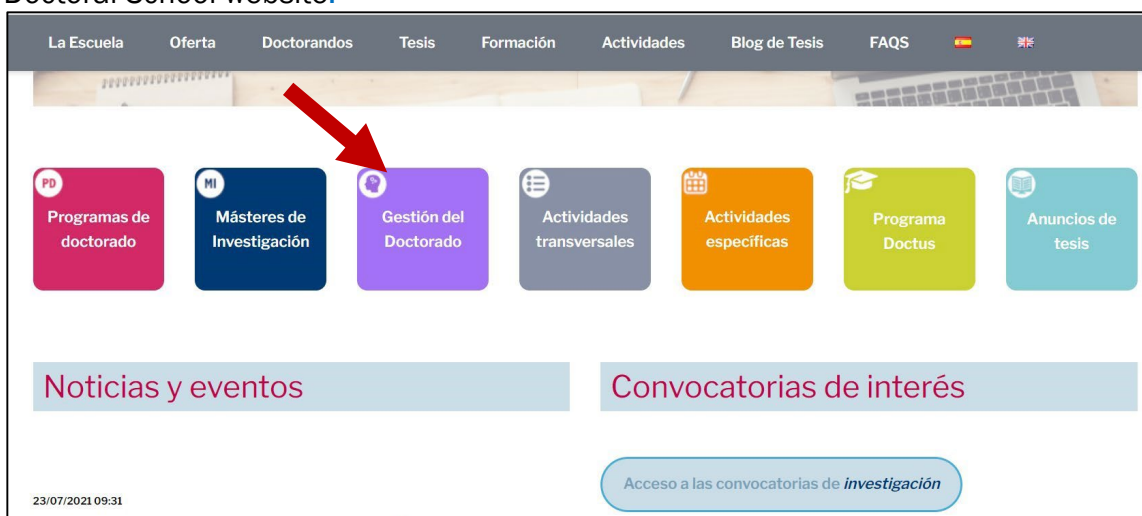 Doctoral School website.
La Escuela Oferta Doctorandos Tesis Formación Actividades Blog de Tesis FAQS
PD
Programas de
doctorado
MI
Másteres de
Investigación
Gestión del
Doctorado
Actividades
transversales
Actividades
específicas
Programa
Doctus
Anuncios de
tesis
Noticias y eventos
Convocatorias de interés
Acceso a las convocatorias de investigación
23/07/2021 09:31